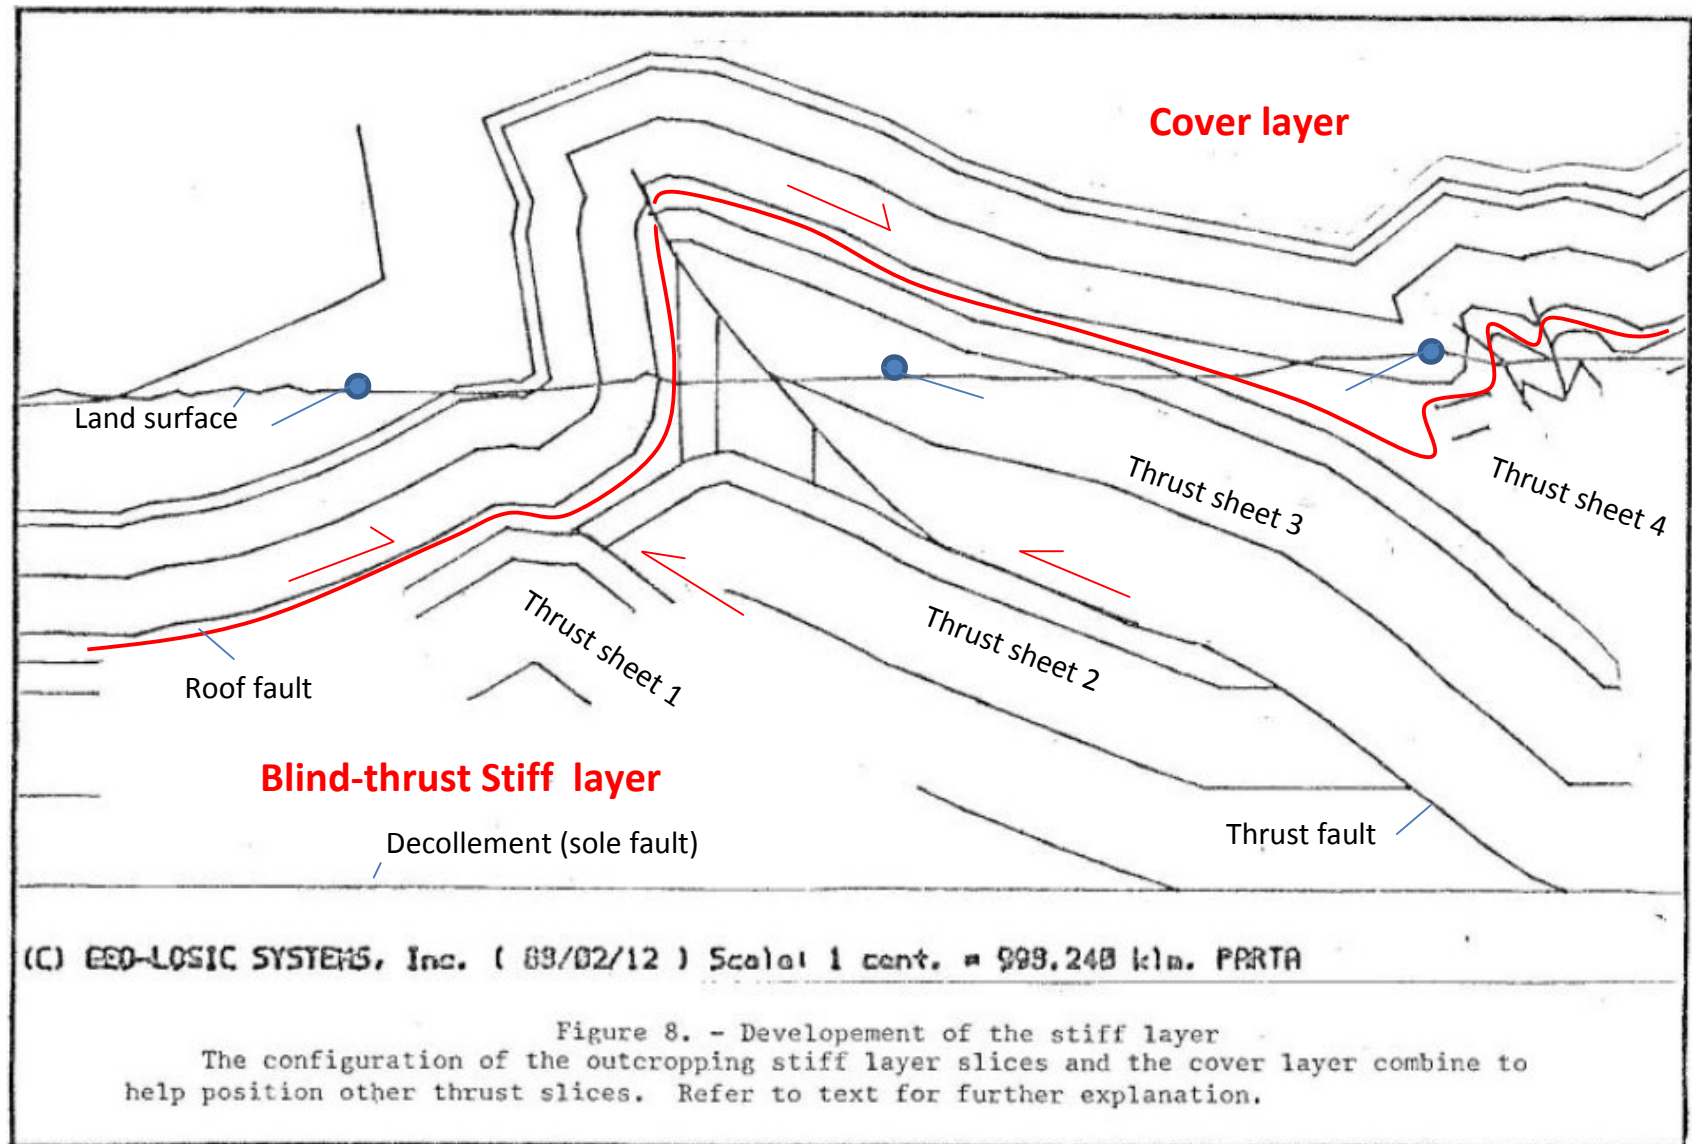 Cover layer
Land surface
Thrust sheet 3
Thrust sheet 4
Thrust sheet 1
Thrust sheet 2
Roof fault
Blind-thrust Stiff  layer
Decollement (sole fault)
Thrust fault
(C) GEO-LOGIC SYSTEMS, Inc. ( 89/02/12 ) Scale: 1 cent. = 999.240 klm. PARTA
Figure 8. - Developement of the stiff layer
The configuration of the outcropping stiff layer slices and the cover layer combine to
help position other thrust slices.  Refer to text for further explanation.